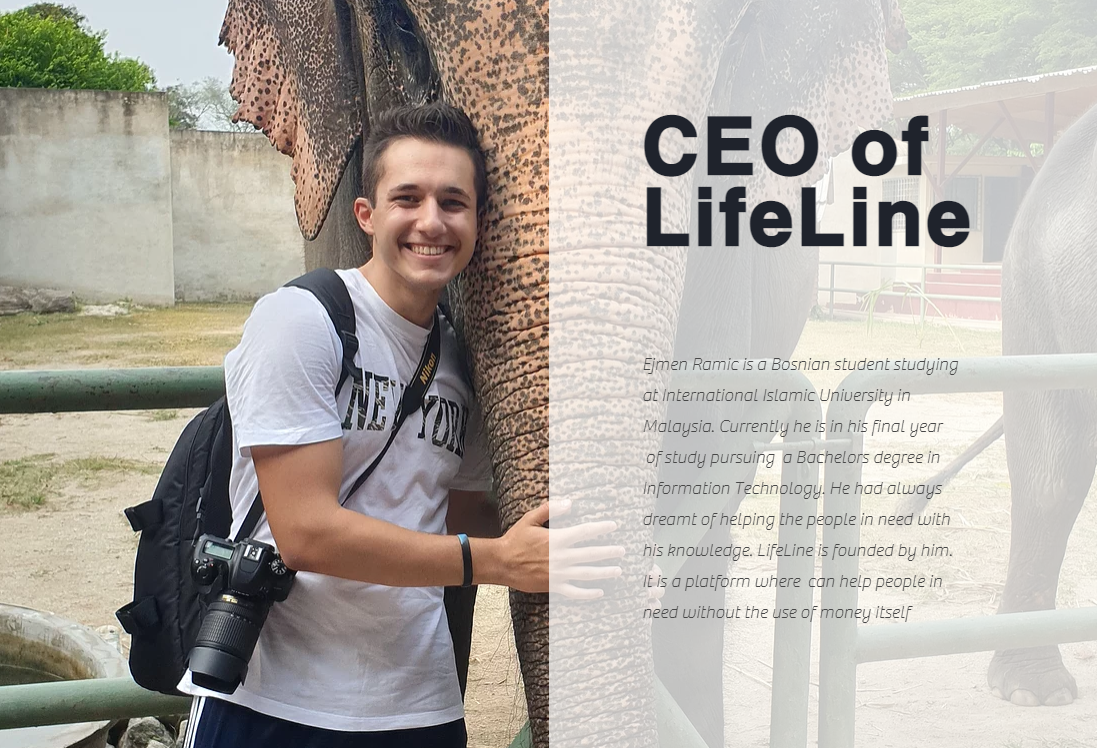 CEO of
LifeLine
Ejmen Ramic is a Bosnian student studying
at International Islamic University in
Malaysia. Currently he is in his final year
of study pursuing a Bachelors degree in
Information Technology. He had always
dreamt of helping the people in need with
his knowledge. LifeLine is founded by him.
It is a platform where can help people in
need without the use of money itself
Nikon
NEW YORK